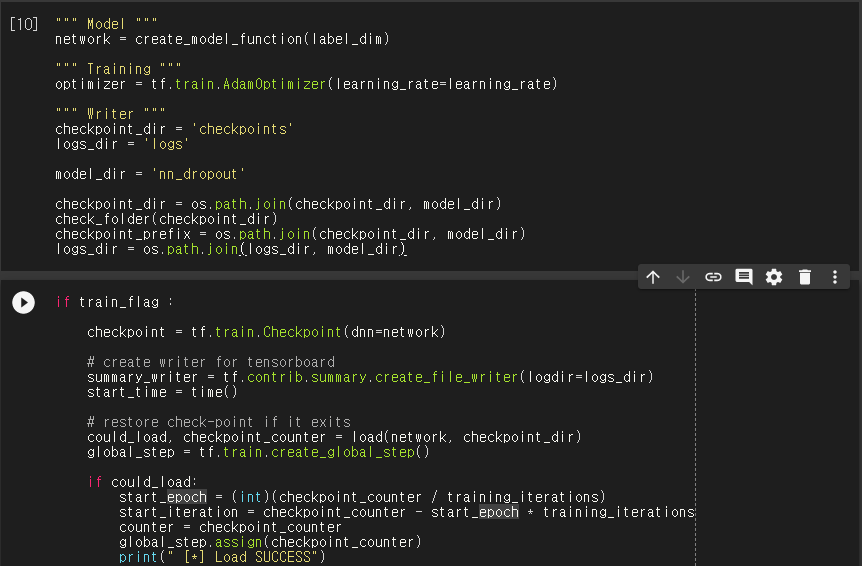 [10]
""" Model """
network = create_model_function(label_dim)
""" Training """
optimizer = tf.train.AdamOptimizer(learning_rate=learning_rate)
""" Writer """
checkpoint_dir = 'checkpoints'
logs_dir = 'logs'
model_dir = 'nn_dropout'
checkpoint_dir = os.path.join(checkpoint_dir, model_dir)
check_folder(checkpoint_dir)
checkpoint_prefix = os.path.join(checkpoint_dir, model_dir)
logs_dir = os.path.join(logs_dir, model_dir)
if train_flag :
    checkpoint = tf.train.Checkpoint(dnn=network)
    # create writer for tensorboard
    summary_writer = tf.contrib.summary.create_file_writer(logdir=logs_dir)
    start_time = time()
    # restore check-point if it exits
    could_load, checkpoint_counter = load(network, checkpoint_dir)
    global_step = tf.train.create_global_step()
    if could_load:
        start_epoch = (int)(checkpoint_counter / training_iterations)
        start_iteration = checkpoint_counter - start_epoch * training_iterations
        counter = checkpoint_counter
        global_step.assign(checkpoint_counter)
        print(" [*] Load SUCCESS")